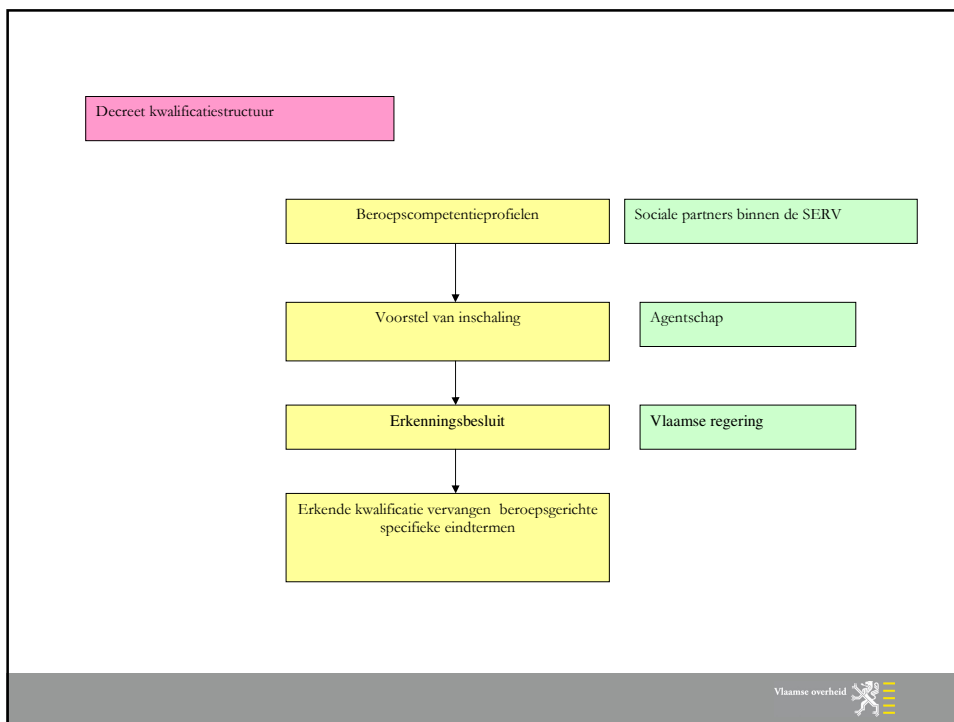 Decreet kwalificatiestructuur
Beroepscompetentieprofielen
Sociale partners binnen de SERV
Voorstel van inschaling
Agentschap
Erkenningsbesluit
Vlaamse regering
Erkende kwalificatie vervangen beroepsgerichte
specifieke eindtermen
Vlaamse overheid